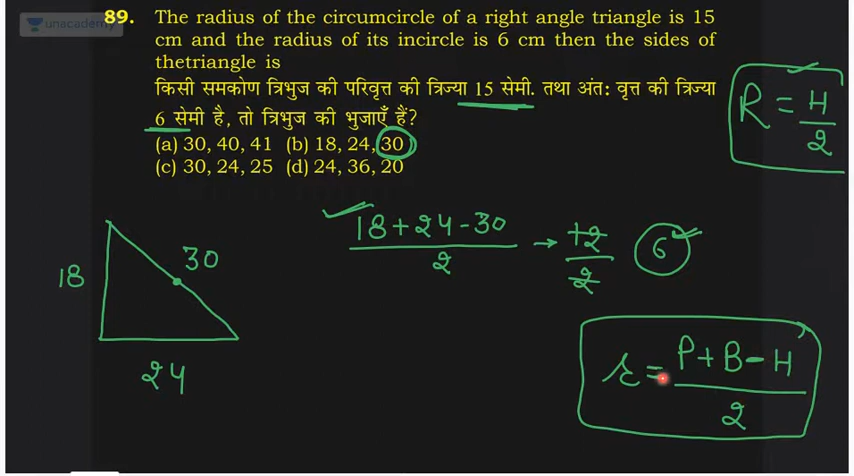 unacademy
89. The radius of the circumcircle of a right angle triangle is 15
cm and the radius of its incircle is 6 cm then the sides of
thetriangle is
किसी समकोण त्रिभुज की परिवृत्त की त्रिज्या 15 सेमी. तथा अंत: वृत्त की त्रिज्या
6 सेमी है, तो त्रिभुज की भुजाएँ हैं?
(a) 30, 40, 41 (b) 18, 24, 30
(c) 30, 24, 25 (d) 24, 36, 20
R = H/2
18 + 24 - 30 / 2 → 12/2 6
18 30
24
r = P + B - H / 2